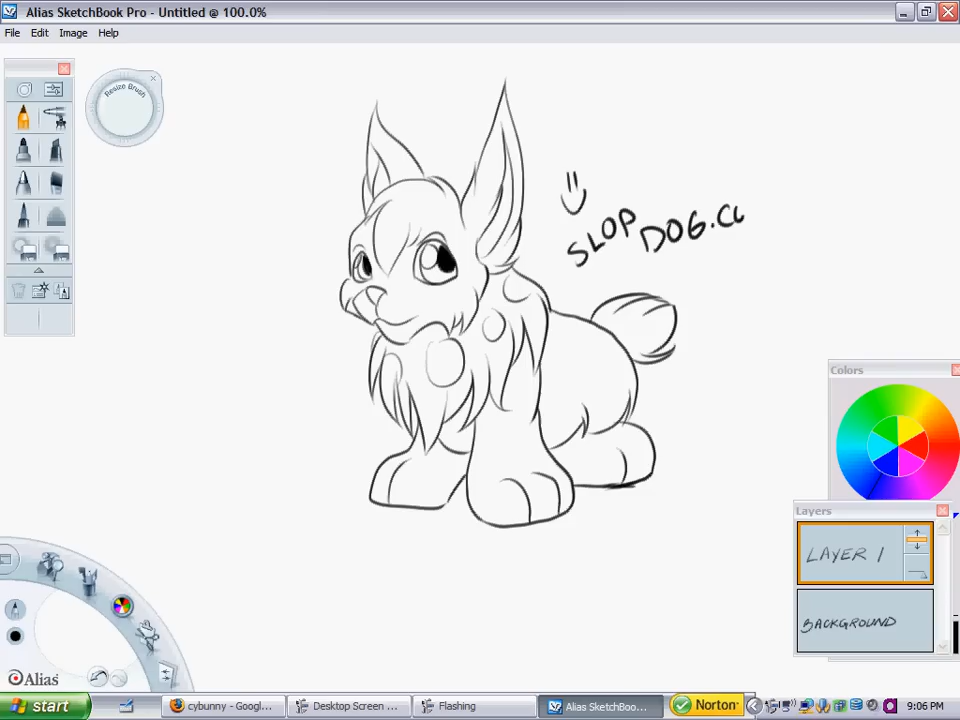 Alias SketchBook Pro - Untitled @ 100.0%
File Edit Image Help
Resize Brush
SLOP
DOG.CO
Colors
Layers
LAYER 1
BACKGROUND
Alias
start
cybunny - Googl...
Desktop Screen ...
Flashing
Alias SketchBoo...
Norton
9:06 PM